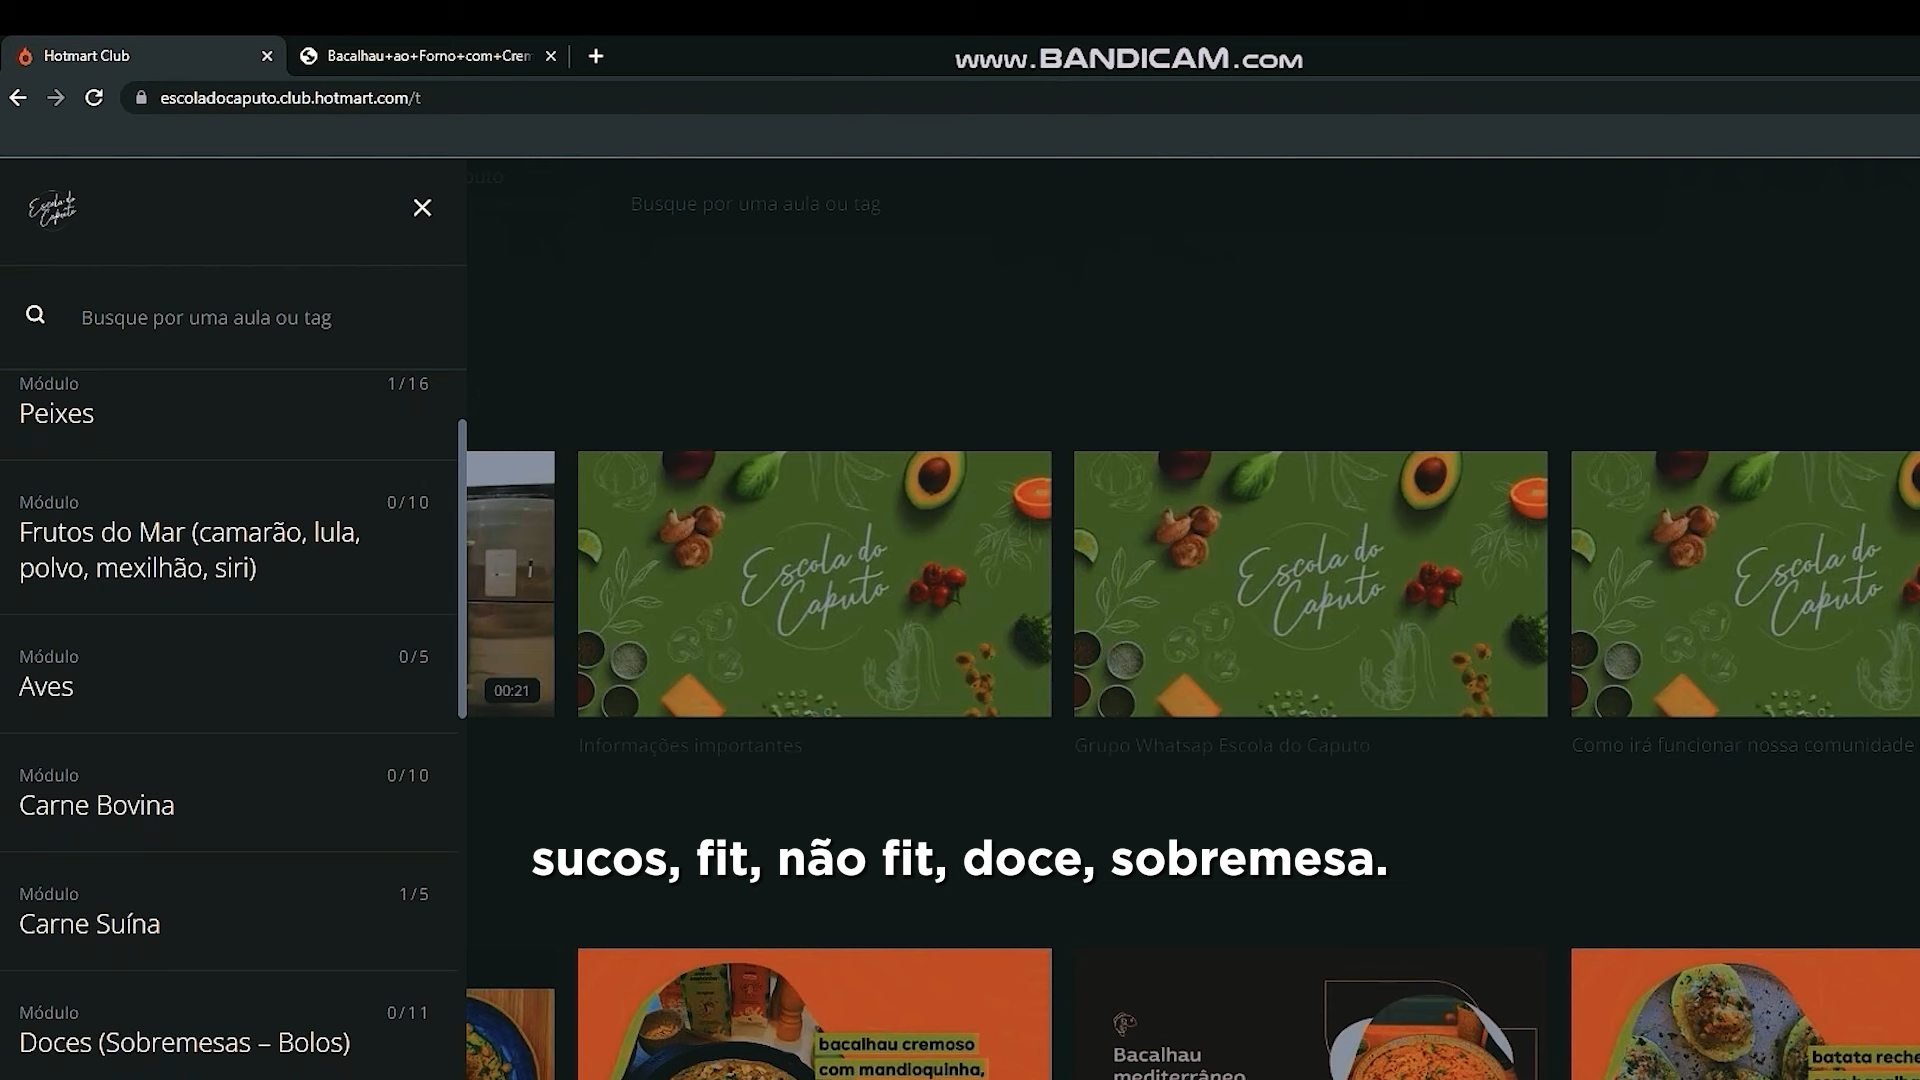 Hotmart Club
Bacalhau+ao+Forno+com+Crem
www.BANDICAM.com
escoladocaputo.club.hotmart.com/t
Escola do
Caputo
Busque por uma aula ou tag
Busque por uma aula ou tag
Módulo 1/16
Peixes
Módulo 0/10
Frutos do Mar (camarão, lula,
polvo, mexilhão, siri)
Módulo 0/5
Aves
Módulo 0/10
Carne Bovina
Módulo 1/5
Carne Suína
Módulo 0/11
Doces (Sobremesas – Bolos)
00:21
Escola do
Caputo
Informações importantes
Escola do
Caputo
Grupo Whatsap Escola do Caputo
Escola do
Caputo
Como irá funcionar nossa comunidade
sucos, fit, não fit, doce, sobremesa.
bacalhau cremoso
com mandioquinha,
Bacalhau
mediterrâneo
batata reche